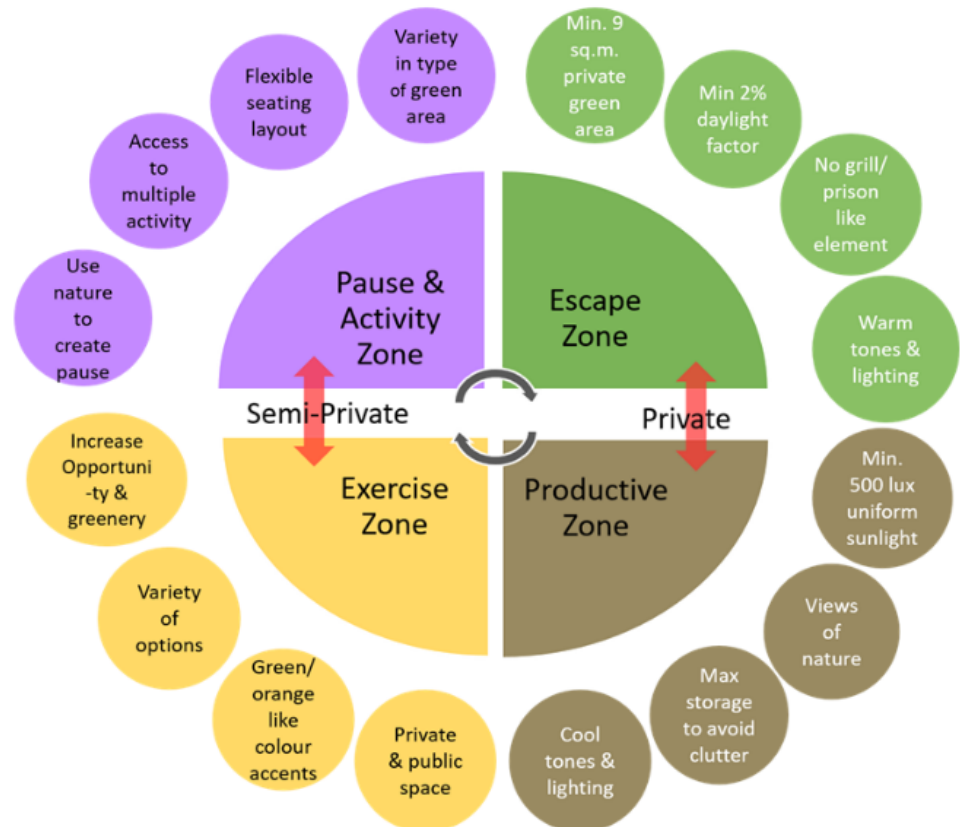 Variety
in type
of green
area
Flexible
seating
layout
Access
to
multiple
activity
Use
nature
to
create
pause
Min. 9
sq.m.
private
green
area
Min 2%
daylight
factor
No grill/
prison
like
element
Warm
tones &
lighting
Pause &
Activity
Zone
Escape
Zone
Semi-Private
Private
Exercise
Zone
Productive
Zone
Increase
Opportuni
-ty &
greenery
Variety
of
options
Green/
orange
like
colour
accents
Private
& public
space
Min.
500 lux
uniform
sunlight
Views
of
nature
Max
storage
to avoid
clutter
Cool
tones &
lighting